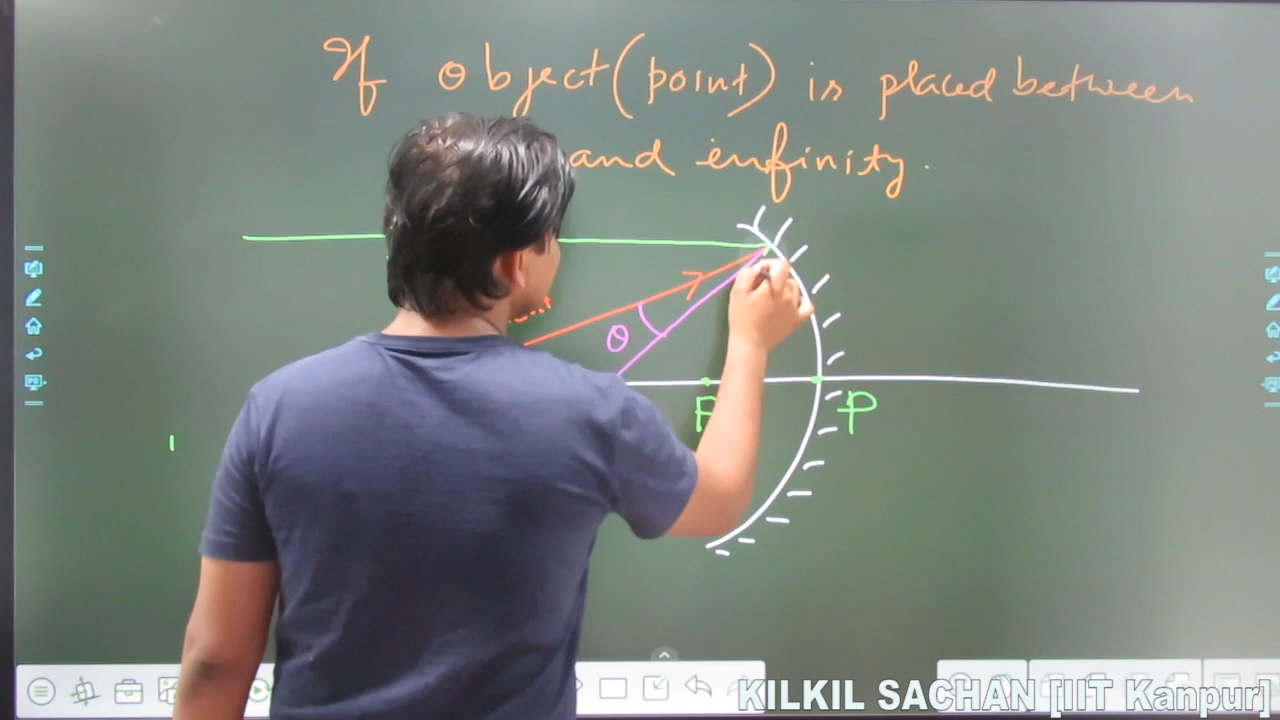 If object (point) is placed between
and infinity.
θ
F
P
KILKIL SACHAN [IIT Kanpur]